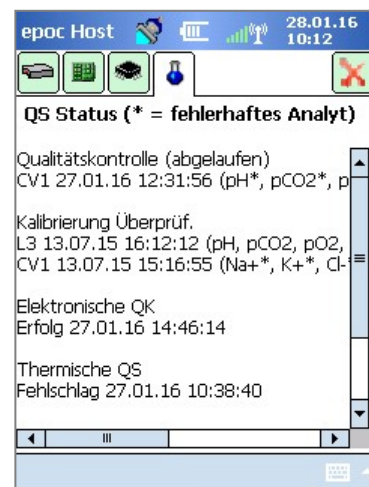 epoc Host
28.01.16
10:12
QS Status (* = fehlerhaftes Analyt)
Qualitätskontrolle (abgelaufen)
CV1 27.01.16 12:31:56 (pH*, pCO2*, p
Kalibrierung Überprüf.
L3 13.07.15 16:12:12 (pH, pCO2, pO2,
CV1 13.07.15 15:16:55 (Na+*, K+*, Cl-*
Elektronische QK
Erfolg 27.01.16 14:46:14
Thermische QS
Fehlschlag 27.01.16 10:38:40